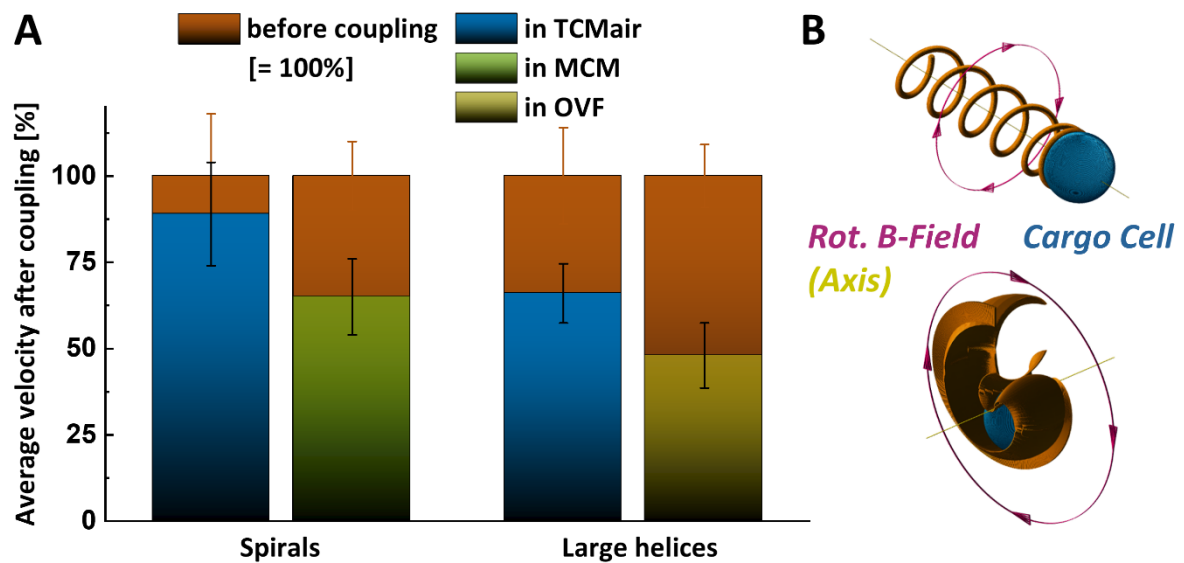 A
before coupling
[= 100%]
in TCMair
in MCM
in OVF
Average velocity after coupling [%]
100
75
50
25
0
Spirals
Large helices
B
Rot. B-Field
Cargo Cell
(Axis)